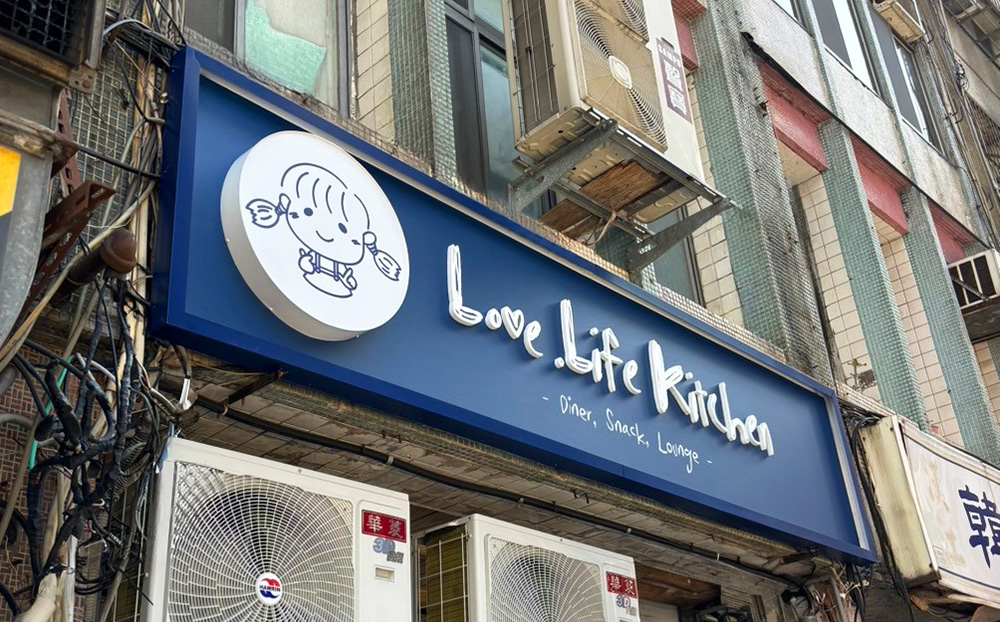 Love.Life Kitchen
- Diner, Snack, Lounge -
華菱
華菱
韓